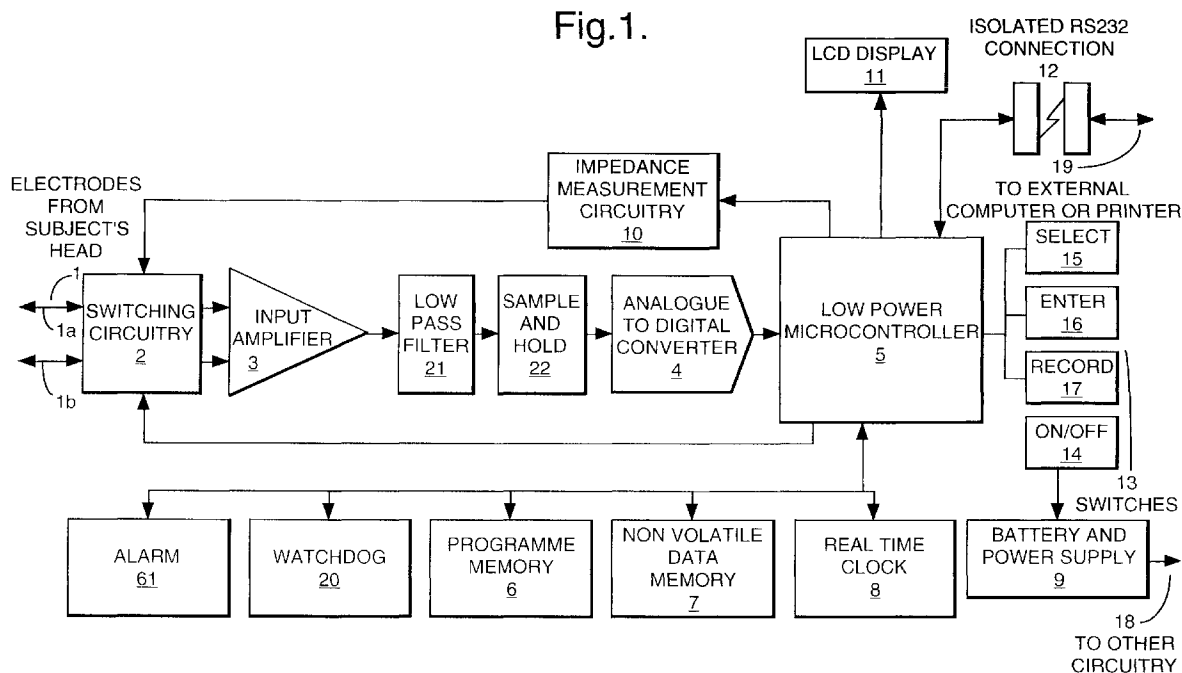 Fig.1.
ISOLATED RS232
CONNECTION
12
LCD DISPLAY
11
19
TO EXTERNAL
COMPUTER OR PRINTER
IMPEDANCE
MEASUREMENT
CIRCUITRY
10
ELECTRODES
FROM
SUBJECT'S
HEAD
1
1a
1b
SWITCHING
CIRCUITRY
2
INPUT
AMPLIFIER
3
LOW
PASS
FILTER
21
SAMPLE
AND
HOLD
22
ANALOGUE
TO DIGITAL
CONVERTER
4
LOW POWER
MICROCONTROLLER
5
SELECT
15
ENTER
16
RECORD
17
ON/OFF
14
13
SWITCHES
ALARM
61
WATCHDOG
20
PROGRAMME
MEMORY
6
NON VOLATILE
DATA
MEMORY
7
REAL TIME
CLOCK
8
BATTERY AND
POWER SUPPLY
9
18
TO OTHER
CIRCUITRY